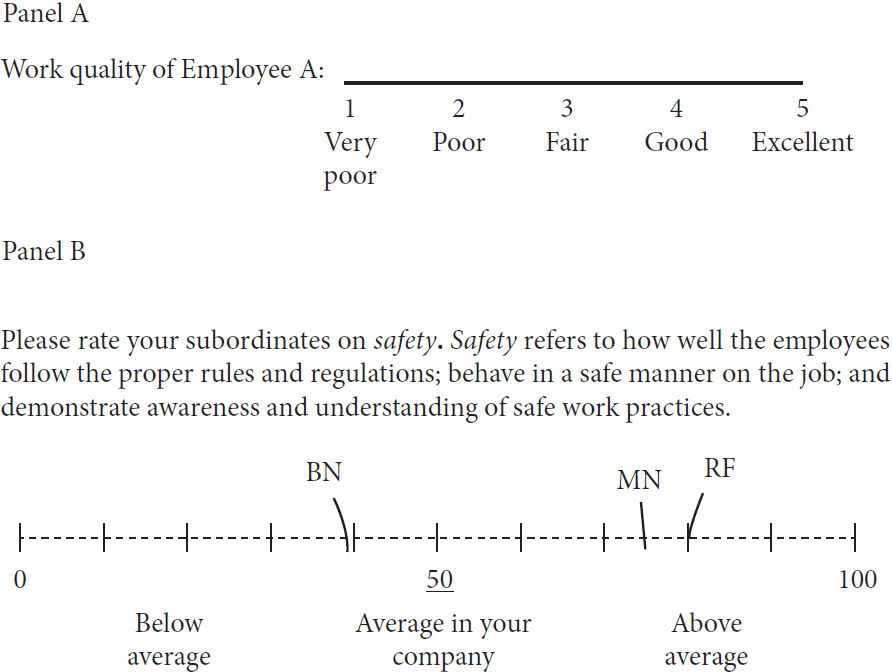 Panel A
Work quality of Employee A:
1 2 3 4 5
Very poor Poor Fair Good Excellent
Panel B
Please rate your subordinates on safety. Safety refers to how well the employees
follow the proper rules and regulations; behave in a safe manner on the job; and
demonstrate awareness and understanding of safe work practices.
BN MN RF
0 50 100
Below average Average in your company Above average